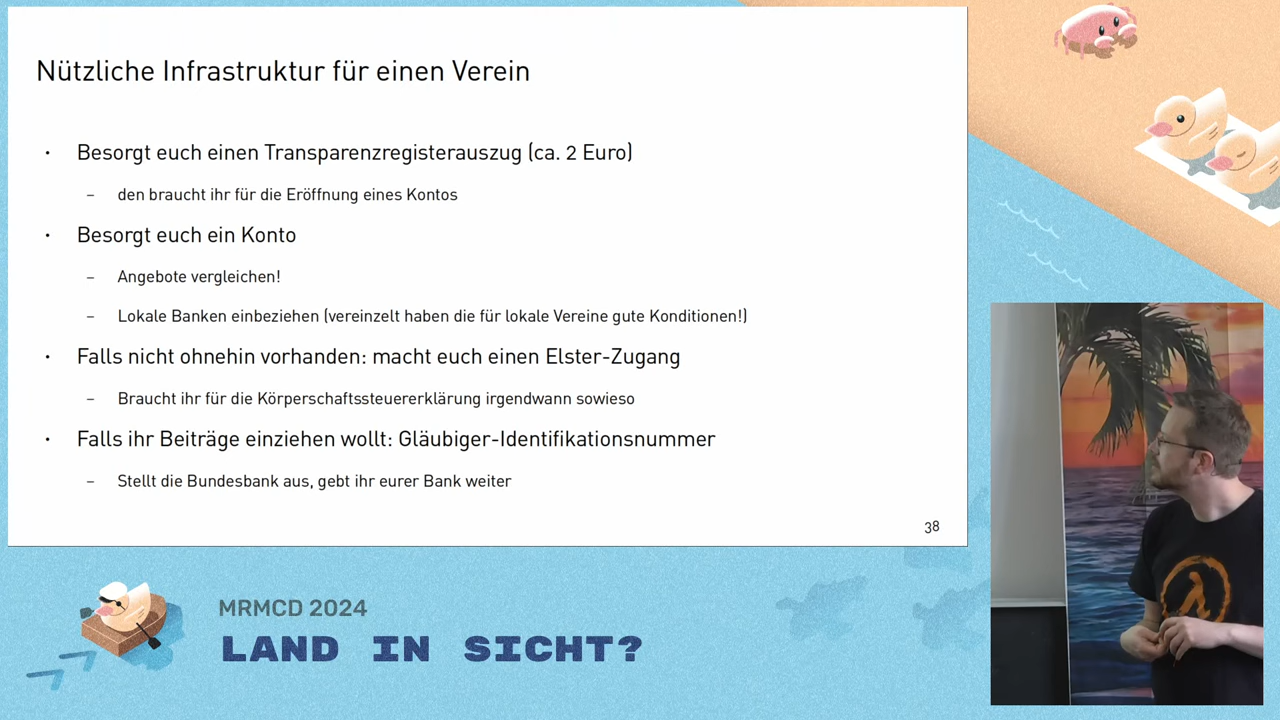 Nützliche Infrastruktur für einen Verein
• Besorgt euch einen Transparenzregisterauszug (ca. 2 Euro)
– den braucht ihr für die Eröffnung eines Kontos
• Besorgt euch ein Konto
– Angebote vergleichen!
– Lokale Banken einbeziehen (vereinzelt haben die für lokale Vereine gute Konditionen!)
• Falls nicht ohnehin vorhanden: macht euch einen Elster-Zugang
– Braucht ihr für die Körperschaftssteuererklärung irgendwann sowieso
• Falls ihr Beiträge einziehen wollt: Gläubiger-Identifikationsnummer
– Stellt die Bundesbank aus, gebt ihr eurer Bank weiter
38
MRMCD 2024
LAND IN SICHT?